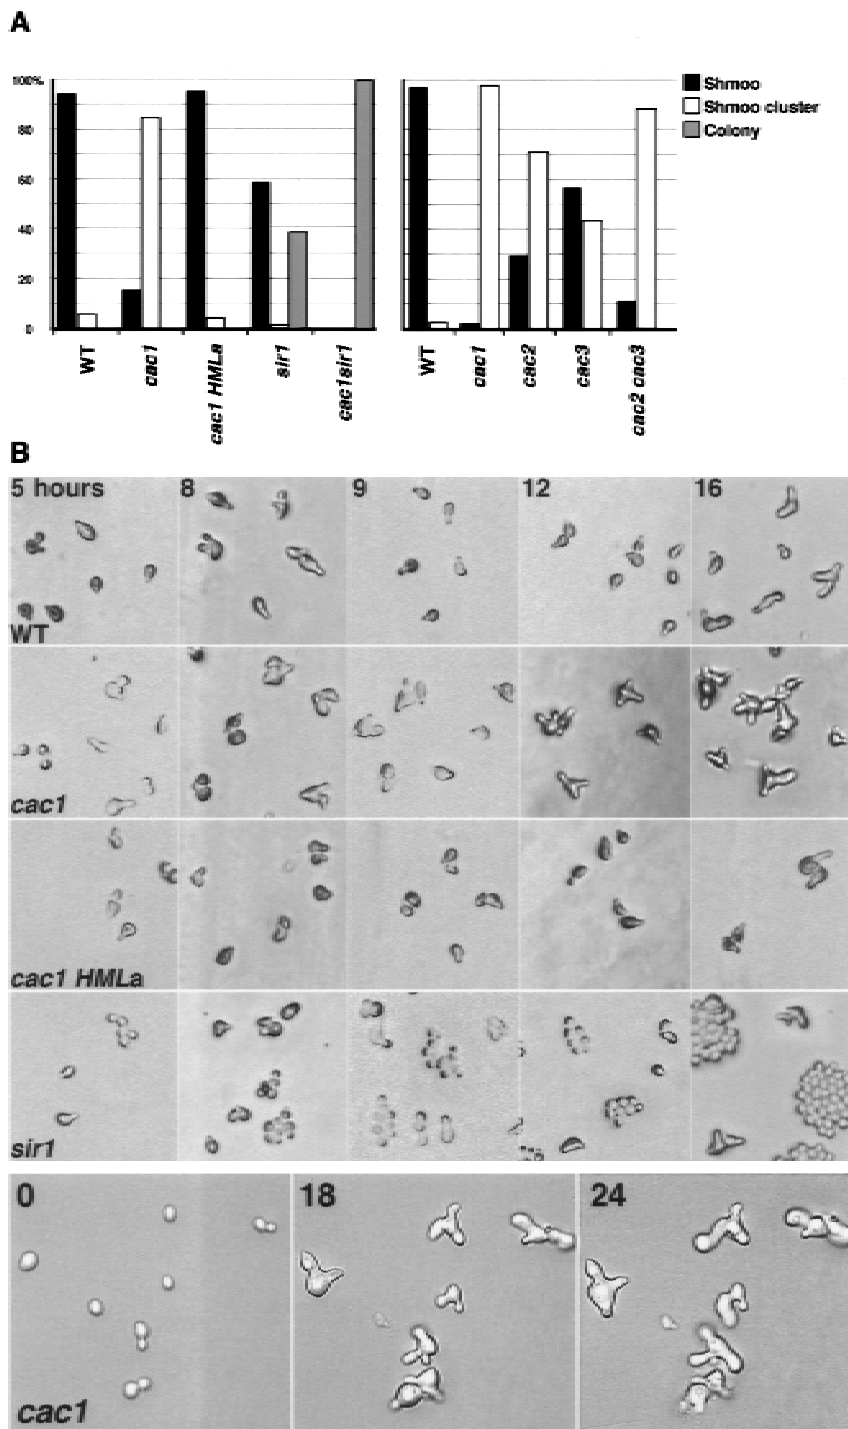 A
100%
80
60
40
20
0
WT
cac1
cac1 HMLa
sir1
cac1sir1
WT
cac1
cac2
cac3
cac2 cac3
Shmoo
Shmoo cluster
Colony
B
5 hours
8
9
12
16
WT
cac1
cac1 HMLa
sir1
0
18
24
cac1